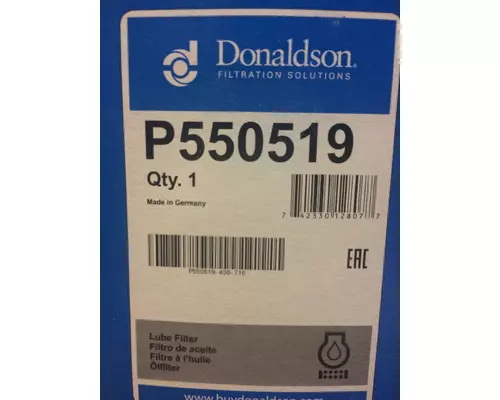 Donaldson®
FILTRATION SOLUTIONS
P550519
Qty. 1
Made in Germany
7 42330 12807 7
P550519-400-710
EAC
Lube Filter
Filtro de aceite
Filtre à l'huile
Ölfilter
www.buydonaldson.com